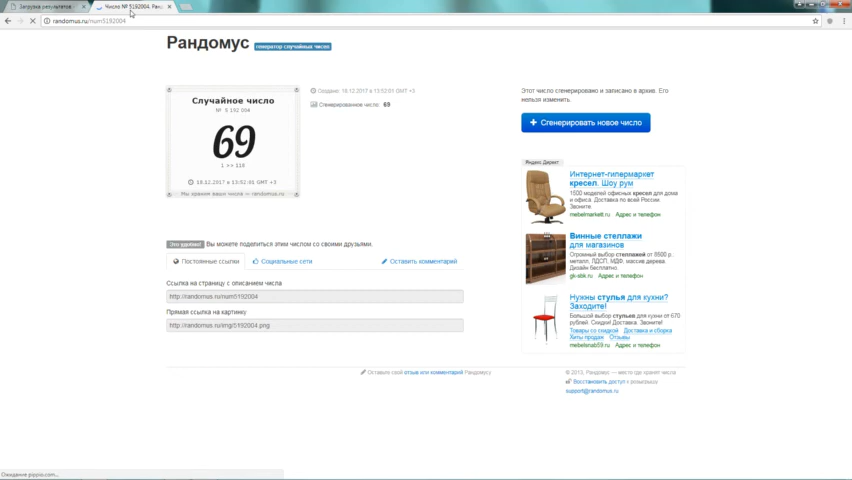 Загрузка результатов
Число № 5192004, Ранд
randomus.ru/num5192004
Рандомус генератор случайных чисел
Случайное число
№ 5 192 004
69
18.12.2017 в 13:52:01 GMT +3
Мы храним ваши числа — randomus.ru
Создано: 18.12.2017 в 13:52:01 GMT +3
Сгенерированное число: 69
Этот число сгенерировано и записано в архив. Его
нельзя изменить.
+ Сгенерировать новое число
Яндекс.Директ
Интернет-гипермаркет
кресел. Шоу рум
1500 моделей офисных кресел для дома
и офиса. Доставка по всей России
Звоните.
mebelmarkett.ru Адрес и телефон
Винные стеллажи
для магазинов
Огромный выбор стеллажей от 8500 р.
металл, ЛДСП, МДФ, массив дерева.
Дизайн бесплатно.
gk-sbk.ru Адрес и телефон
Нужны стулья для кухни?
Заходите!
Большой выбор стульев для кухни от 670
рублей. Скидки! Доставка. Звоните!
Товары со скидкой Доставка и сборка
Хиты продаж Отзывы
mebelsnab59.ru Адрес и телефон
Это удобно! Вы можете поделиться этим числом со своими друзьями.
Постоянные ссылки
Социальные сети
Оставить комментарий
Ссылка на страницу с описанием числа
http://randomus.ru/num5192004
Прямая ссылка на картинку
http://randomus.ru/img/5192004.png
Оставьте свой отзыв или комментарий Рандомусу
© 2013, Рандомус — место где хранят числа
Восстановить доступ к розыгрышу
support@randomus.ru
Ожидание pippio.com...